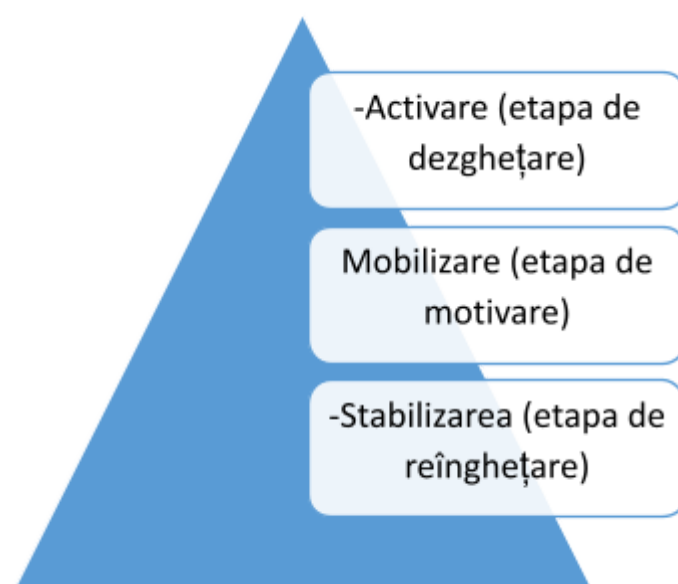 -Activare (etapa de
dezghețare)
Mobilizare (etapa de
motivare)
-Stabilizarea (etapa de
reînghețare)